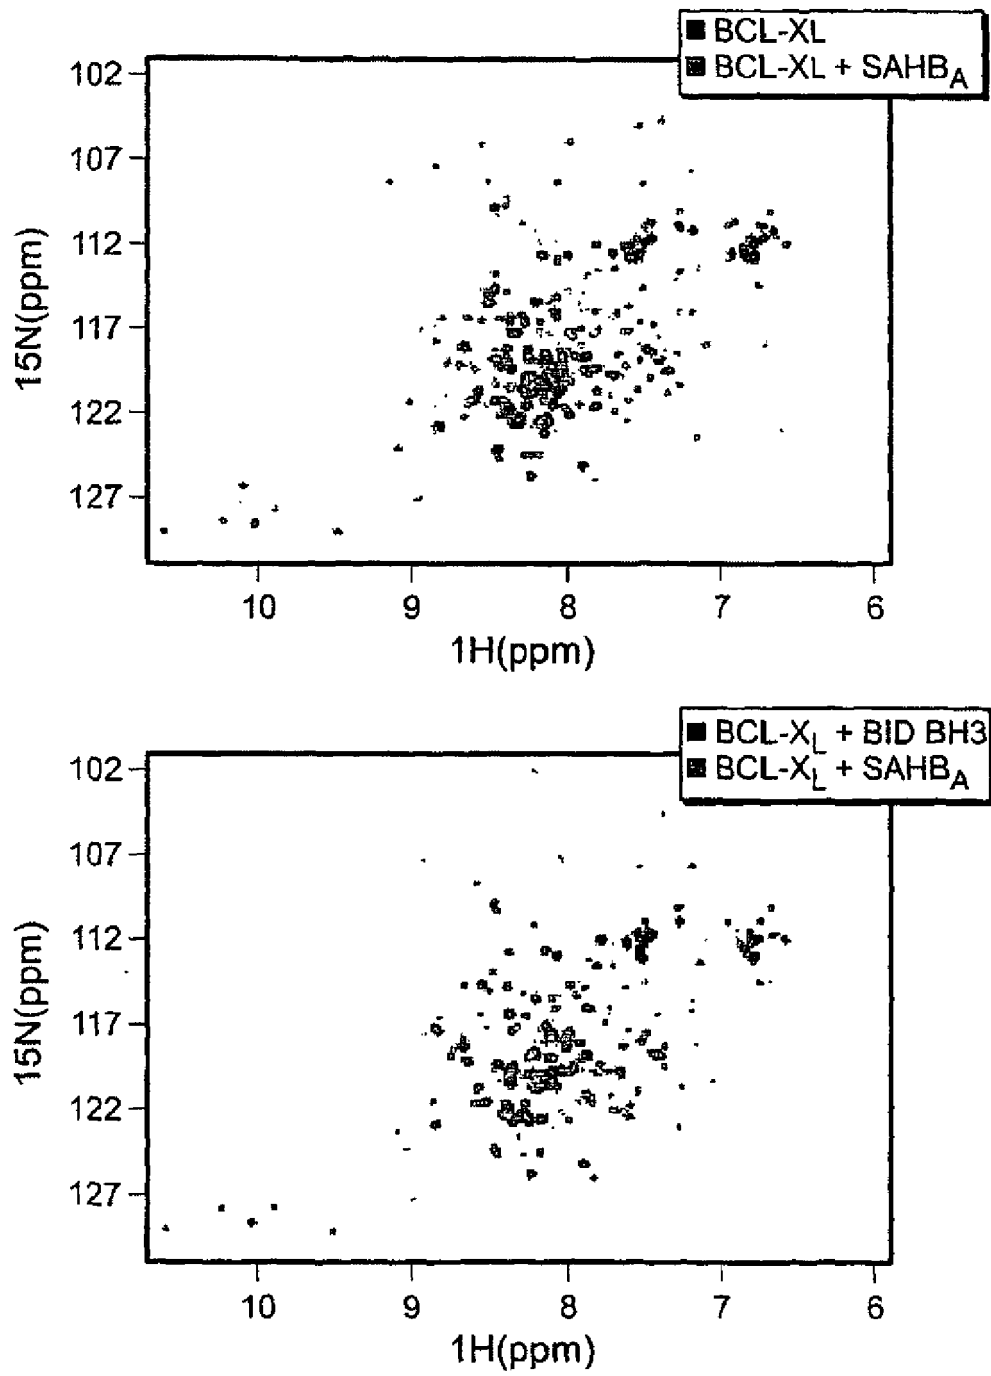 BCL-XL
BCL-XL + SAHBA
102
107
112
117
122
127
15N(ppm)
10 9 8 7 6
1H(ppm)
BCL-XL + BID BH3
BCL-XL + SAHBA
102
107
112
117
122
127
15N(ppm)
10 9 8 7 6
1H(ppm)